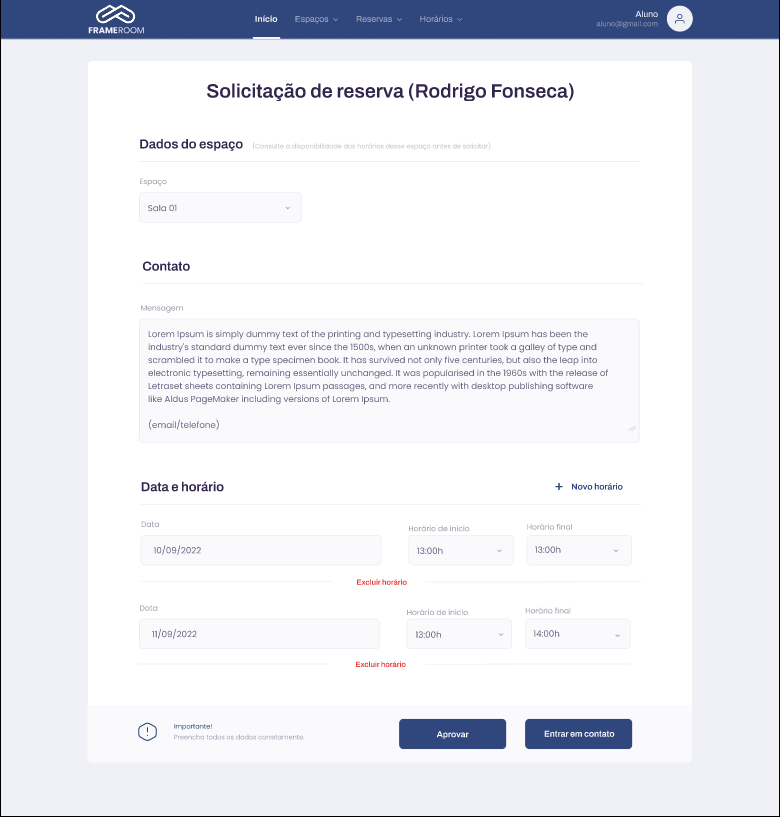 FRAMEROOM
Início Espaços Reservas Horários
Aluno
aluno@gmail.com
Solicitação de reserva (Rodrigo Fonseca)
Dados do espaço (Consulte a disponibilidade dos horários desse espaço antes de solicitar)
Espaço
Sala 01
Contato
Mensagem
Lorem Ipsum is simply dummy text of the printing and typesetting industry. Lorem Ipsum has been the
industry's standard dummy text ever since the 1500s, when an unknown printer took a galley of type and
scrambled it to make a type specimen book. It has survived not only five centuries, but also the leap into
electronic typesetting, remaining essentially unchanged. It was popularised in the 1960s with the release of
Letraset sheets containing Lorem Ipsum passages, and more recently with desktop publishing software
like Aldus PageMaker including versions of Lorem Ipsum.
(email/telefone)
Data e horário + Novo horário
Data Horário de inicio Horário final
10/09/2022 13:00h 13:00h
Excluir horário
Data Horário de inicio Horário final
11/09/2022 13:00h 14:00h
Excluir horário
Importante!
Preencha todos os dados corretamente.
Aprovar Entrar em contato